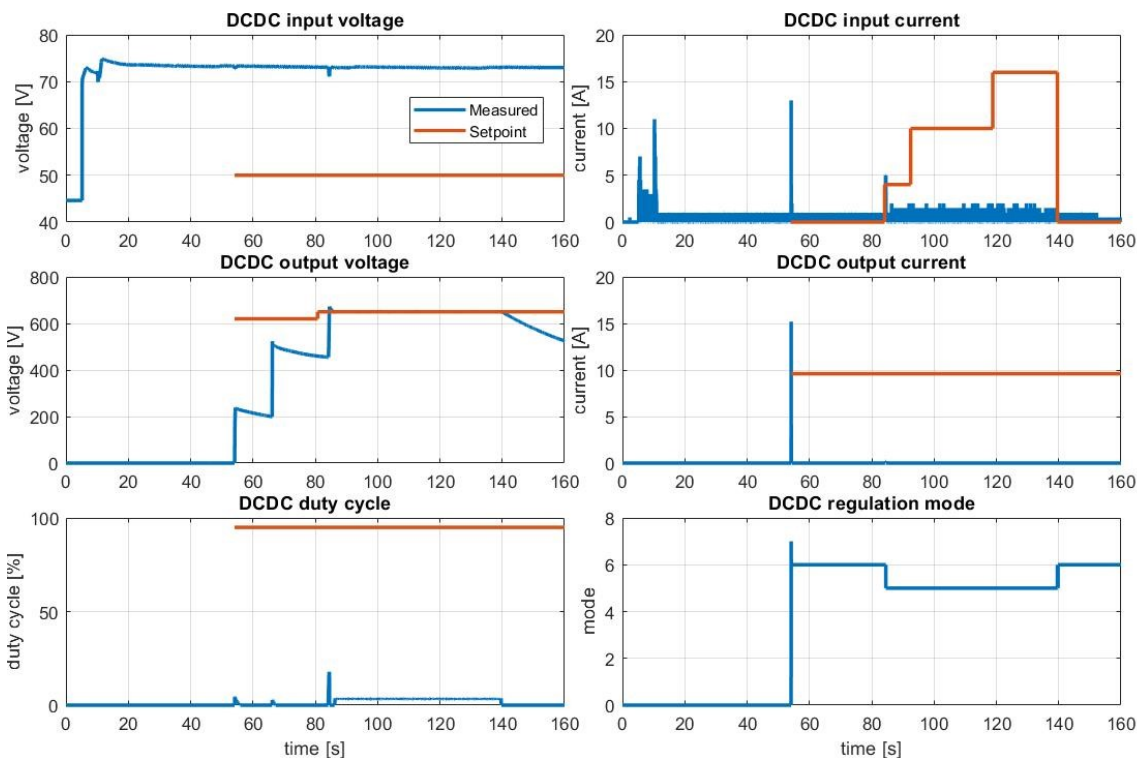 DCDC input voltage
80
70
60
50
40
voltage [V]
Measured
Setpoint
0 20 40 60 80 100 120 140 160
DCDC input current
20
15
10
5
0
current [A]
0 20 40 60 80 100 120 140 160
DCDC output voltage
800
600
400
200
0
voltage [V]
0 20 40 60 80 100 120 140 160
DCDC output current
20
15
10
5
0
current [A]
0 20 40 60 80 100 120 140 160
DCDC duty cycle
100
50
0
duty cycle [%]
0 20 40 60 80 100 120 140 160
time [s]
DCDC regulation mode
8
6
4
2
0
mode
0 20 40 60 80 100 120 140 160
time [s]